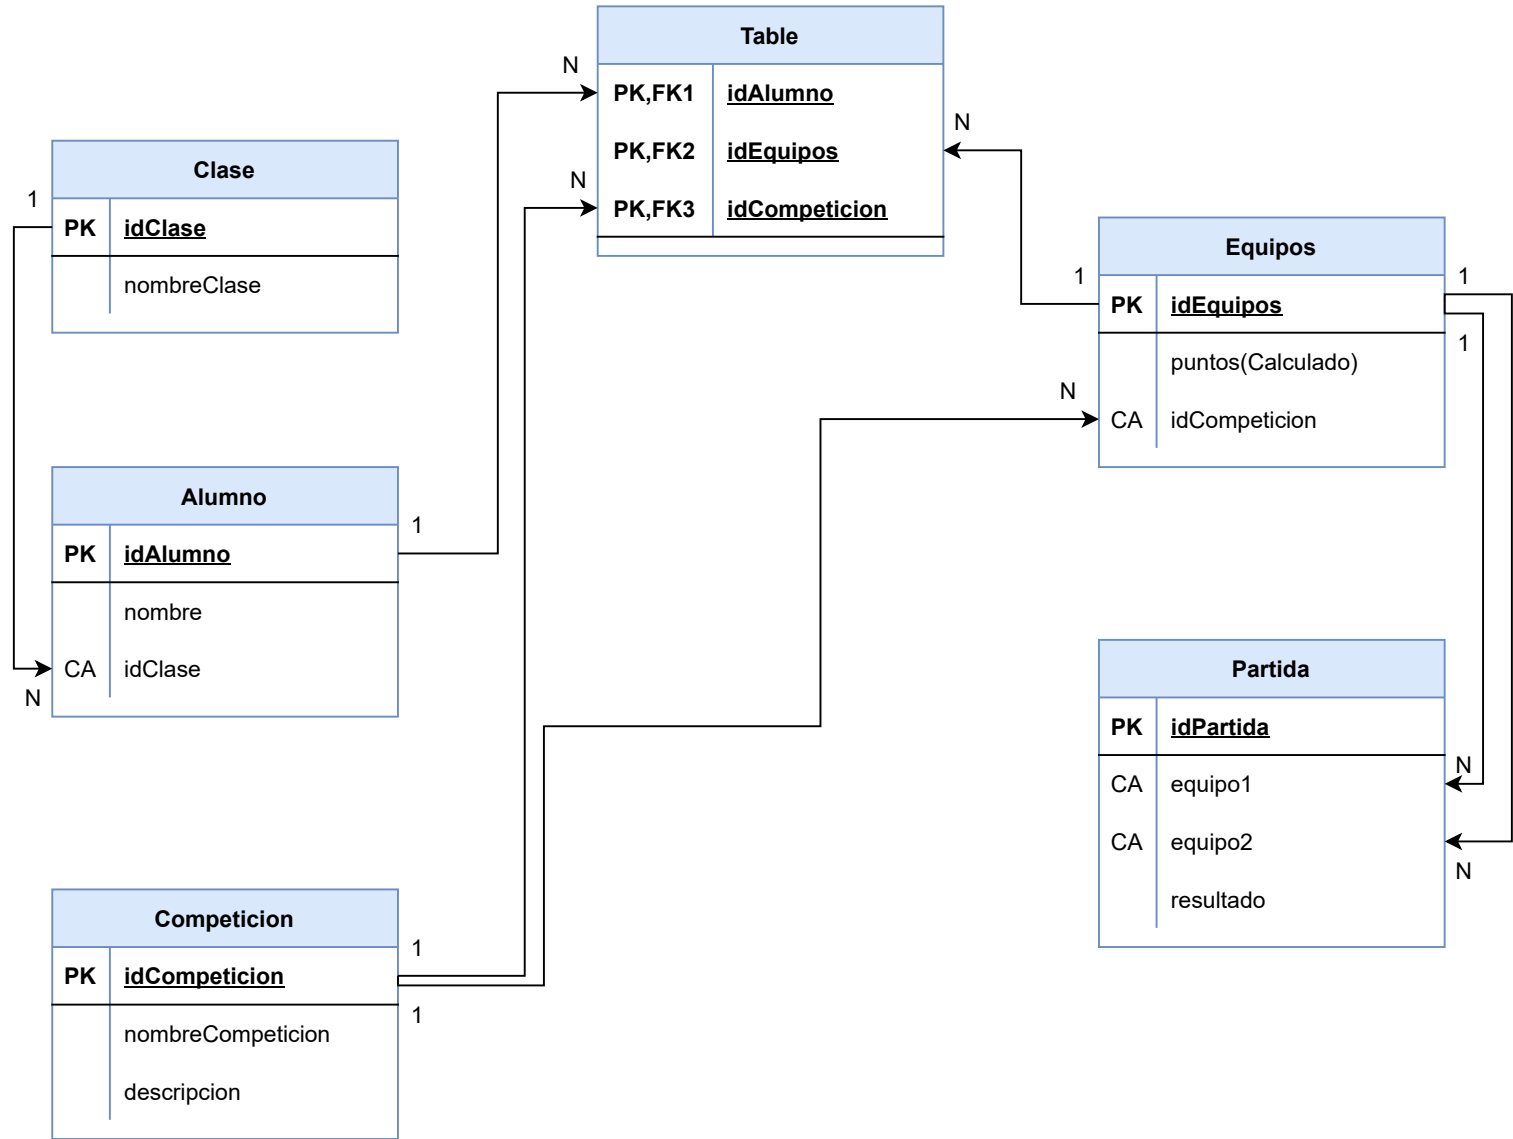 Table
N
PK,FK1 idAlumno
N
PK,FK2 idEquipos
N
PK,FK3 idCompeticion
Clase
1
PK idClase
nombreClase
Equipos
1
1
PK idEquipos
1
puntos(Calculado)
N
CA idCompeticion
Alumno
1
PK idAlumno
nombre
CA idClase
N
Partida
PK idPartida
N
CA equipo1
CA equipo2
N
resultado
Competicion
1
PK idCompeticion
1
nombreCompeticion
descripcion